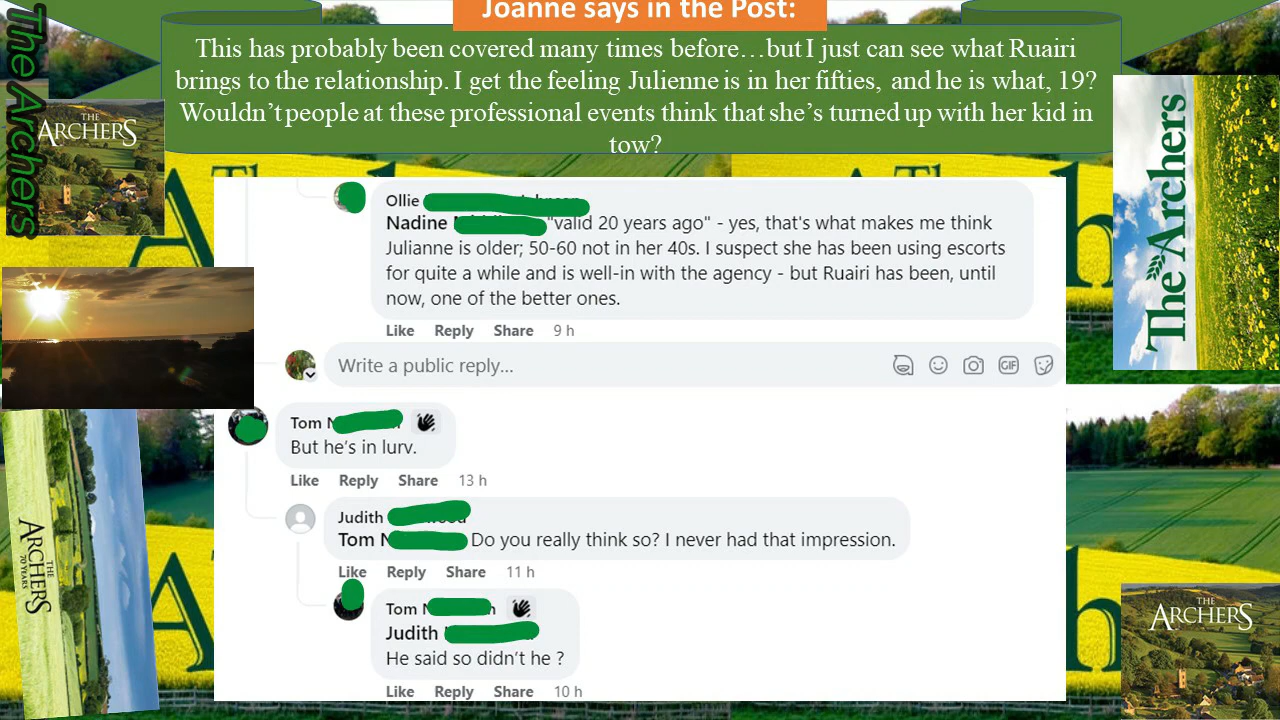 Joanne says in the Post:
This has probably been covered many times before…but I just can see what Ruairi
brings to the relationship. I get the feeling Julienne is in her fifties, and he is what, 19?
Wouldn't people at these professional events think that she's turned up with her kid in
tow?
The Archers
THE
ARCHERS
The Archers
Ollie
Nadine "valid 20 years ago" - yes, that's what makes me think
Julianne is older; 50-60 not in her 40s. I suspect she has been using escorts
for quite a while and is well-in with the agency - but Ruairi has been, until
now, one of the better ones.
Like Reply Share 9 h
Write a public reply...
GIF
Tom
But he's in lurv.
Like Reply Share 13 h
Judith
Tom N Do you really think so? I never had that impression.
Like Reply Share 11 h
Tom N h
Judith
He said so didn't he ?
Like Reply Share 10 h
THE
ARCHERS
70 YEARS
THE
ARCHERS